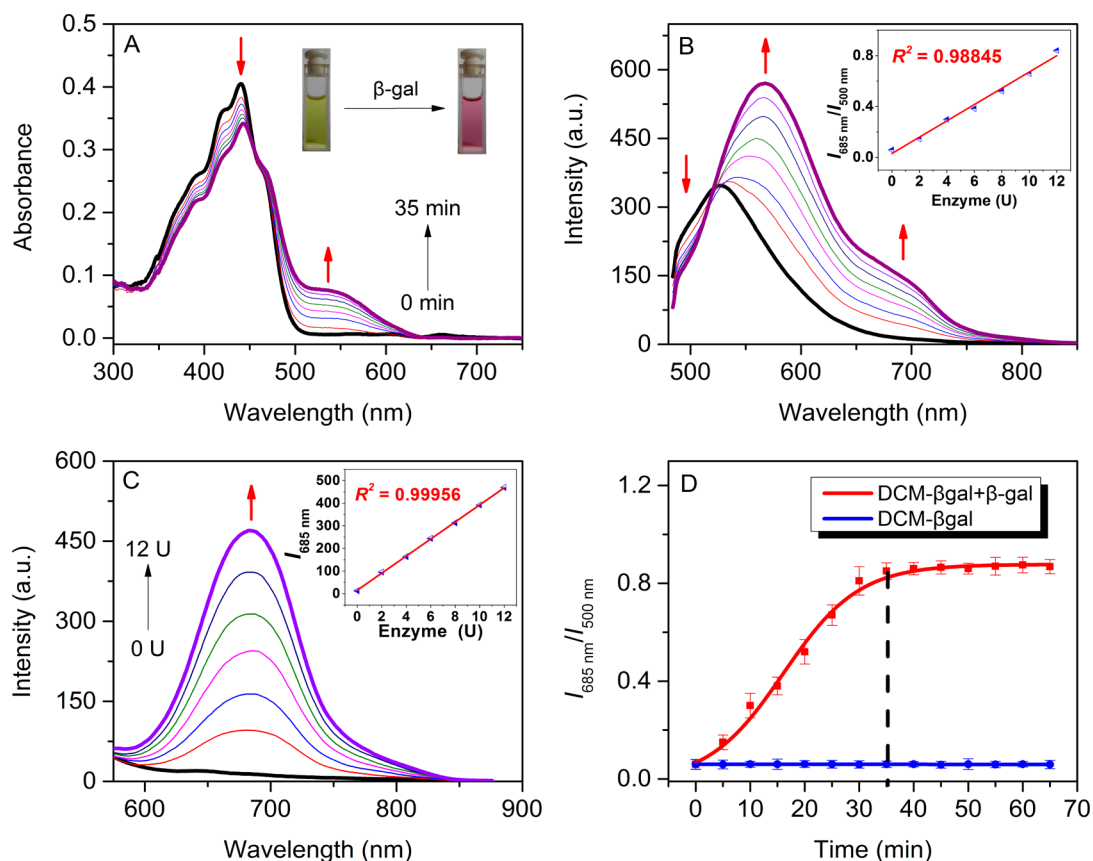 A
β-gal
35 min
0 min
Absorbance
0.5
0.4
0.3
0.2
0.1
0.0
300 400 500 600 700
Wavelength (nm)
B
R² = 0.98845
I685 nm/I500 nm
0.8
0.4
0.0
0 2 4 6 8 10 12
Enzyme (U)
Intensity (a.u.)
600
450
300
150
0
500 600 700 800
Wavelength (nm)
C
12 U
0 U
R² = 0.99956
I685 nm
500
400
300
200
100
0
0 2 4 6 8 10 12
Enzyme (U)
Intensity (a.u.)
600
450
300
150
0
600 700 800 900
Wavelength (nm)
D
DCM-βgal+β-gal
DCM-βgal
I685 nm/I500 nm
1.2
0.8
0.4
0.0
0 10 20 30 40 50 60 70
Time (min)